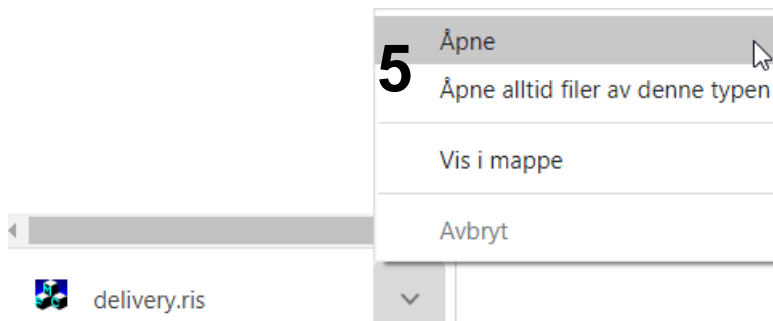 5
Åpne
Åpne alltid filer av denne typen
Vis i mappe
Avbryt
delivery.ris